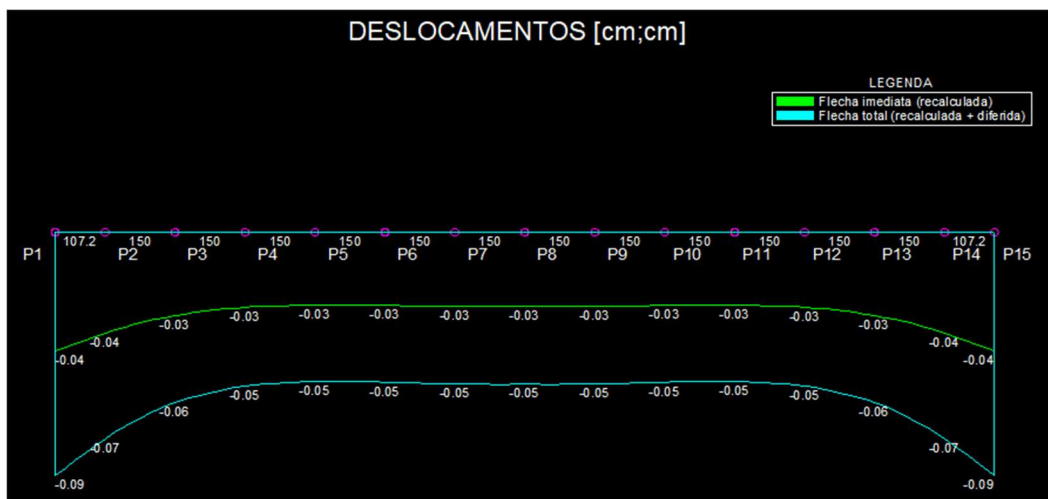 DESLOCAMENTOS [cm;cm]
LEGENDA
Flecha imediata (recalculada)
Flecha total (recalculada + diferida)
107.2 150 150 150 150 150 150 150 150 150 150 150 150 107.2
P1 P2 P3 P4 P5 P6 P7 P8 P9 P10 P11 P12 P13 P14 P15
-0.03 -0.03 -0.03 -0.03 -0.03 -0.03 -0.03 -0.03 -0.03 -0.03 -0.03
-0.04 -0.04
-0.04 -0.04
-0.05 -0.05 -0.05 -0.05 -0.05 -0.05 -0.05 -0.05 -0.05
-0.06 -0.06
-0.07 -0.07
-0.09 -0.09